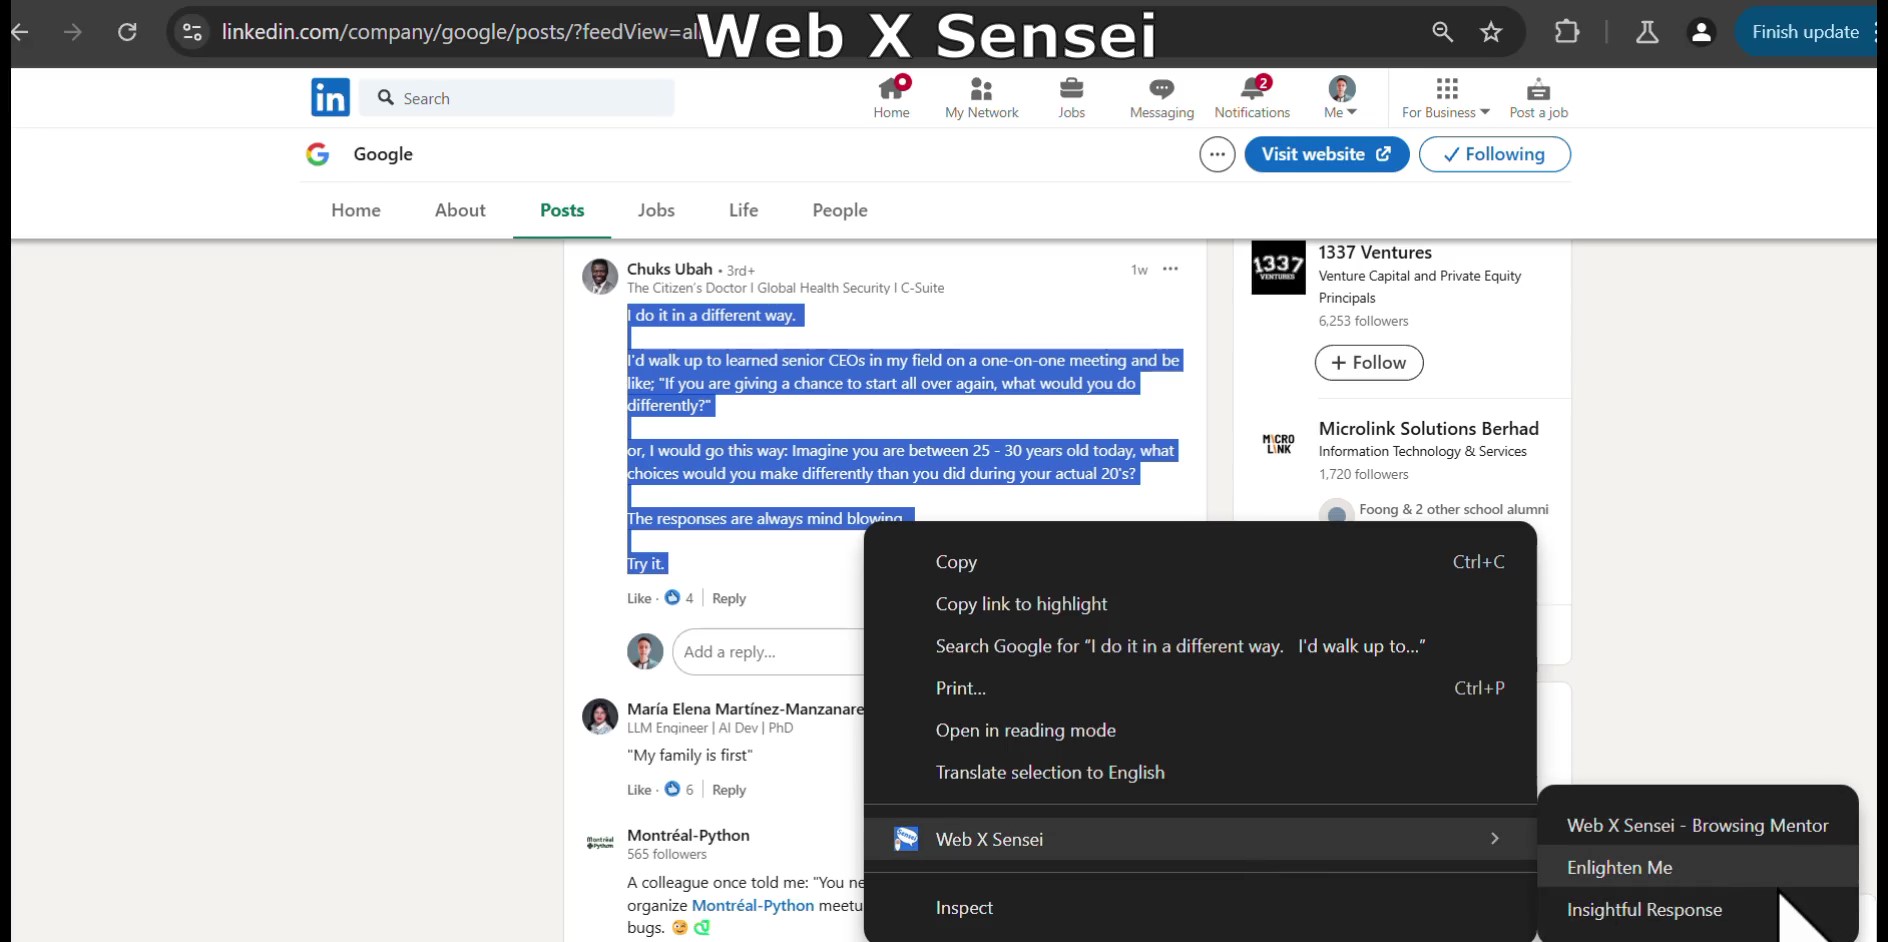 linkedin.com/company/google/posts/?feedView=al
Web X Sensei
Finish update
in
Search
Home
My Network
Jobs
Messaging
2
Notifications
Me
For Business
Post a job
Google
Visit website
Following
Home
About
Posts
Jobs
Life
People
Chuks Ubah • 3rd+
1w
The Citizen's Doctor I Global Health Security I C-Suite
I do it in a different way.
I'd walk up to learned senior CEOs in my field on a one-on-one meeting and be
like; "If you are giving a chance to start all over again, what would you do
differently?"
or, I would go this way: Imagine you are between 25 - 30 years old today, what
choices would you make differently than you did during your actual 20's?
The responses are always mind blowing
Try it.
Like · 4 | Reply
Add a reply...
María Elena Martínez-Manzanare
LLM Engineer | AI Dev | PhD
"My family is first"
Like · 6 | Reply
Montréal-Python
565 followers
A colleague once told me: "You ne
organize Montréal-Python meetu
bugs.
1337
VENTURES
1337 Ventures
Venture Capital and Private Equity
Principals
6,253 followers
+ Follow
MICRO
LINK
Microlink Solutions Berhad
Information Technology & Services
1,720 followers
Foong & 2 other school alumni
Copy Ctrl+C
Copy link to highlight
Search Google for “I do it in a different way.   I'd walk up to...”
Print... Ctrl+P
Open in reading mode
Translate selection to English
Web X Sensei
Inspect
Web X Sensei - Browsing Mentor
Enlighten Me
Insightful Response